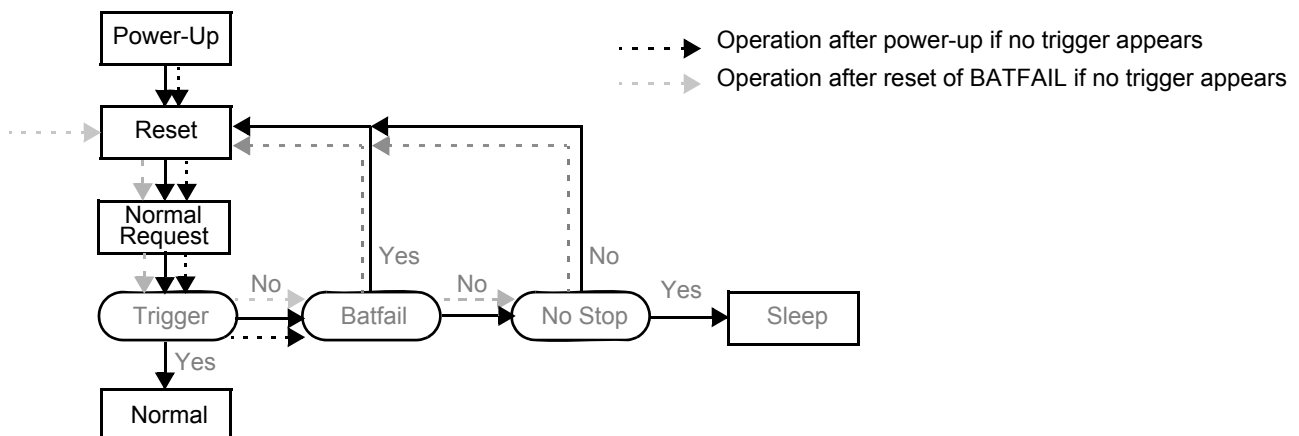 Power-Up
Operation after power-up if no trigger appears
Operation after reset of BATFAIL if no trigger appears
Reset
Normal
Request
Yes
No
No
No
Yes
Trigger
Batfail
No Stop
Sleep
Yes
Normal